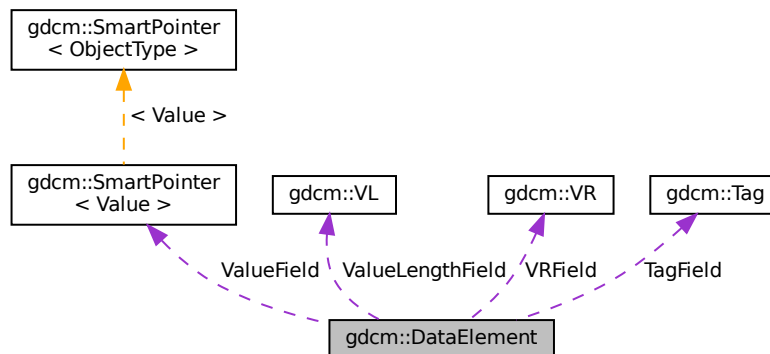 gdcm::SmartPointer
< ObjectType >
< Value >
gdcm::SmartPointer
< Value >
gdcm::VL
gdcm::VR
gdcm::Tag
ValueField
ValueLengthField
VRField
TagField
gdcm::DataElement